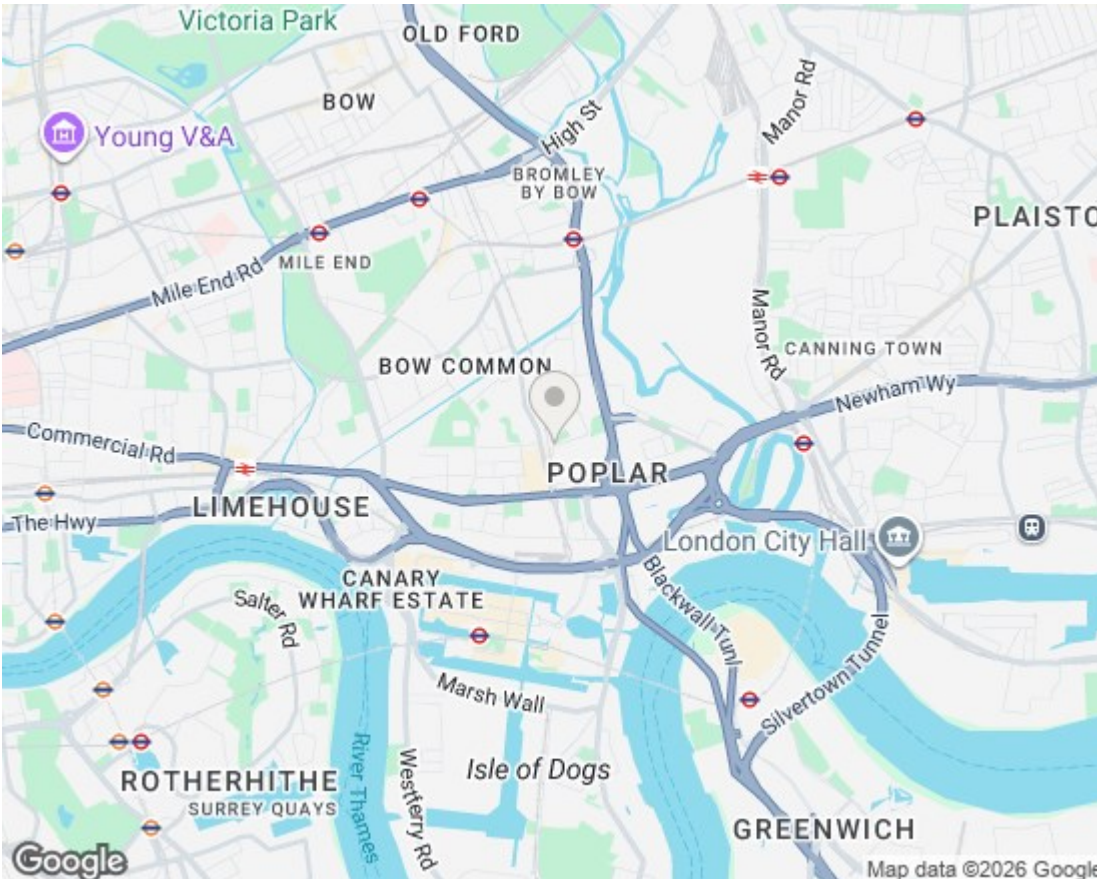 Victoria Park
OLD FORD
BOW
Young V&A
High St
Manor Rd
BROMLEY
BY BOW
PLAISTO
MILE END
Mile End Rd
Manor Rd
CANNING TOWN
BOW COMMON
Newham Wy
Commercial Rd
POPLAR
LIMEHOUSE
The Hwy
London City Hall
CANARY
WHARF ESTATE
Salter Rd
Blackwall Tunl
Silvertown Tunnel
Marsh Wall
River Thames
Westferry Rd
Isle of Dogs
ROTHERHITHE
SURREY QUAYS
GREENWICH
Google
Map data ©2026 Google